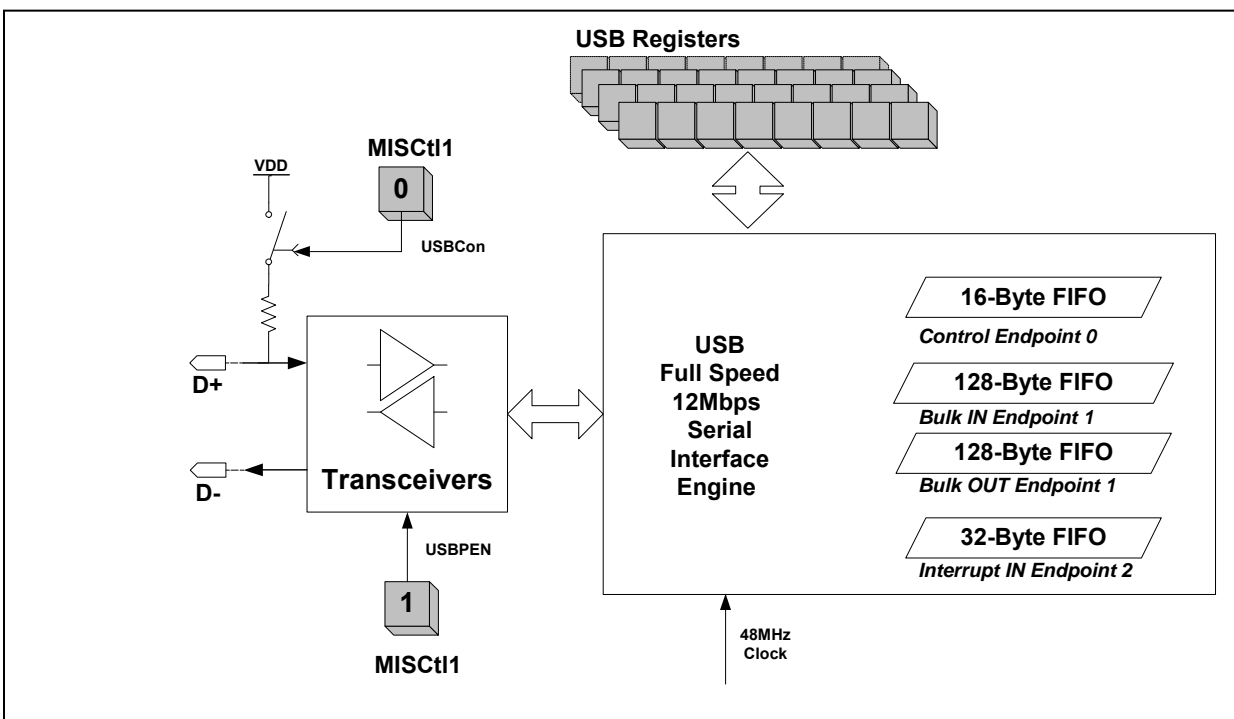 USB Registers
MISCtl1
0
VDD
USBCon
D+
D-
Transceivers
USBPEN
1
MISCtl1
USB
Full Speed
12Mbps
Serial
Interface
Engine
16-Byte FIFO
Control Endpoint 0
128-Byte FIFO
Bulk IN Endpoint 1
128-Byte FIFO
Bulk OUT Endpoint 1
32-Byte FIFO
Interrupt IN Endpoint 2
48MHz
Clock